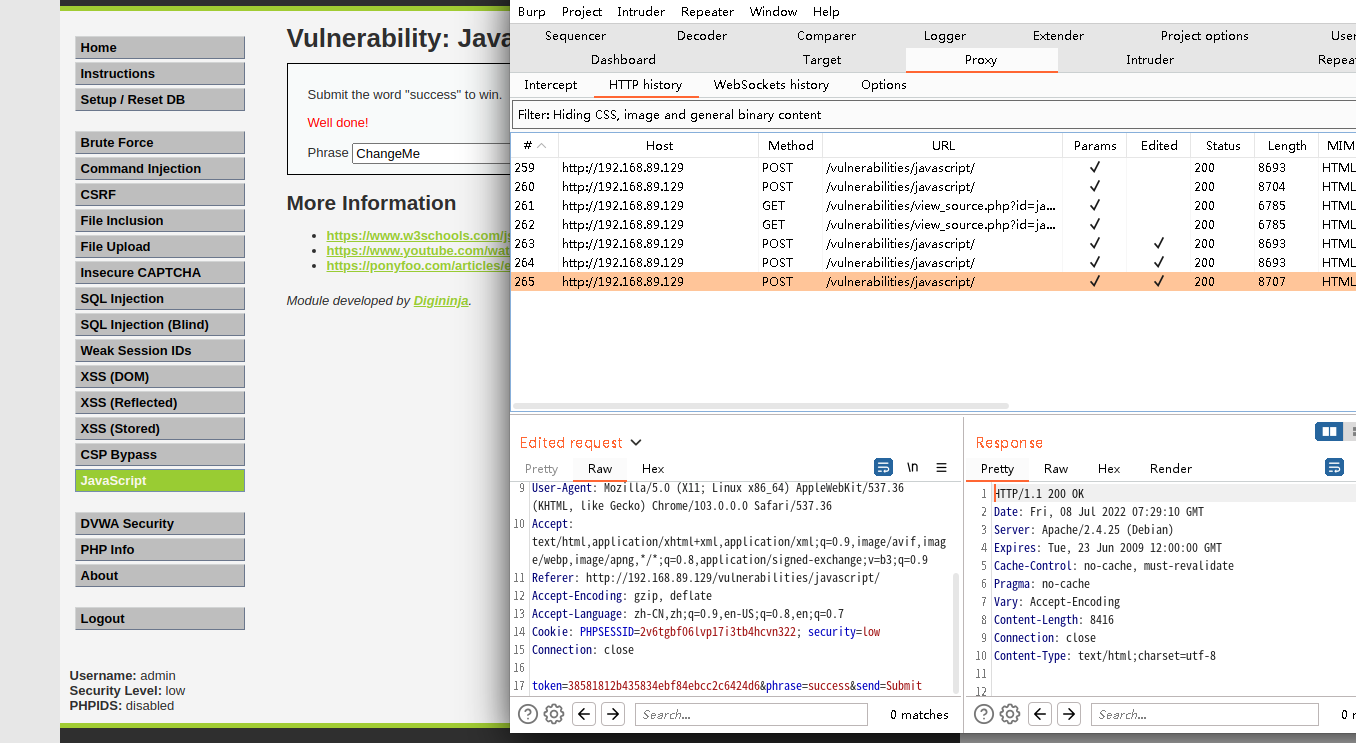 Home
Instructions
Setup / Reset DB
Brute Force
Command Injection
CSRF
File Inclusion
File Upload
Insecure CAPTCHA
SQL Injection
SQL Injection (Blind)
Weak Session IDs
XSS (DOM)
XSS (Reflected)
XSS (Stored)
CSP Bypass
JavaScript
DVWA Security
PHP Info
About
Logout
Username: admin
Security Level: low
PHPIDS: disabled
Vulnerability: Java
Submit the word "success" to win.
Well done!
Phrase ChangeMe
More Information
https://www.w3schools.com/js
https://www.youtube.com/wat
https://ponyfoo.com/articles/e
Module developed by Digininja.
Burp Project Intruder Repeater Window Help
Sequencer Decoder Comparer Logger Extender Project options User
Dashboard Target Proxy Intruder Repeat
Intercept HTTP history WebSockets history Options
Filter: Hiding CSS, image and general binary content
# Host Method URL Params Edited Status Length MIM
259 http://192.168.89.129 POST /vulnerabilities/javascript/ ✓ 200 8693 HTML
260 http://192.168.89.129 POST /vulnerabilities/javascript/ ✓ 200 8704 HTML
261 http://192.168.89.129 GET /vulnerabilities/view_source.php?id=ja... ✓ 200 6785 HTML
262 http://192.168.89.129 GET /vulnerabilities/view_source.php?id=ja... ✓ 200 6785 HTML
263 http://192.168.89.129 POST /vulnerabilities/javascript/ ✓ ✓ 200 8693 HTML
264 http://192.168.89.129 POST /vulnerabilities/javascript/ ✓ ✓ 200 8693 HTML
265 http://192.168.89.129 POST /vulnerabilities/javascript/ ✓ ✓ 200 8707 HTML
Edited request
Pretty Raw Hex \n
9 User-Agent: Mozilla/5.0 (X11; Linux x86_64) AppleWebKit/537.36
(KHTML, like Gecko) Chrome/103.0.0.0 Safari/537.36
10 Accept:
text/html,application/xhtml+xml,application/xml;q=0.9,image/avif,imag
e/webp,image/apng,*/*;q=0.8,application/signed-exchange;v=b3;q=0.9
11 Referer: http://192.168.89.129/vulnerabilities/javascript/
12 Accept-Encoding: gzip, deflate
13 Accept-Language: zh-CN,zh;q=0.9,en-US;q=0.8,en;q=0.7
14 Cookie: PHPSESSID=2v6tgbf06lvp17i3tb4hcvn322; security=low
15 Connection: close
16
17 token=38581812b435834ebf84ebcc2c6424d6&phrase=success&send=Submit
Search... 0 matches
Response
Pretty Raw Hex Render
1 HTTP/1.1 200 OK
2 Date: Fri, 08 Jul 2022 07:29:10 GMT
3 Server: Apache/2.4.25 (Debian)
4 Expires: Tue, 23 Jun 2009 12:00:00 GMT
5 Cache-Control: no-cache, must-revalidate
6 Pragma: no-cache
7 Vary: Accept-Encoding
8 Content-Length: 8416
9 Connection: close
10 Content-Type: text/html;charset=utf-8
11
12
Search... 0